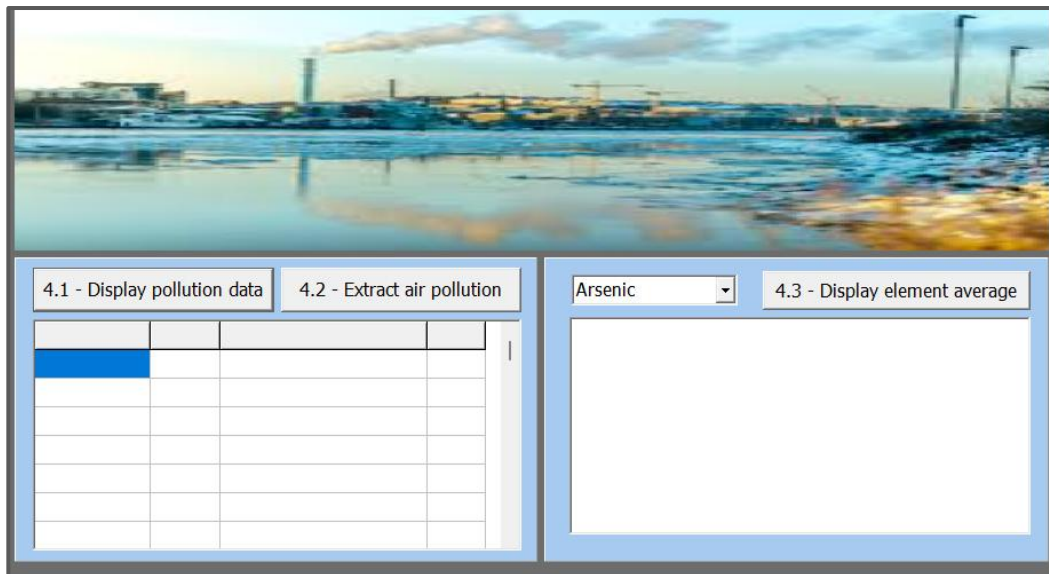 4.1 - Display pollution data
4.2 - Extract air pollution
Arsenic
4.3 - Display element average